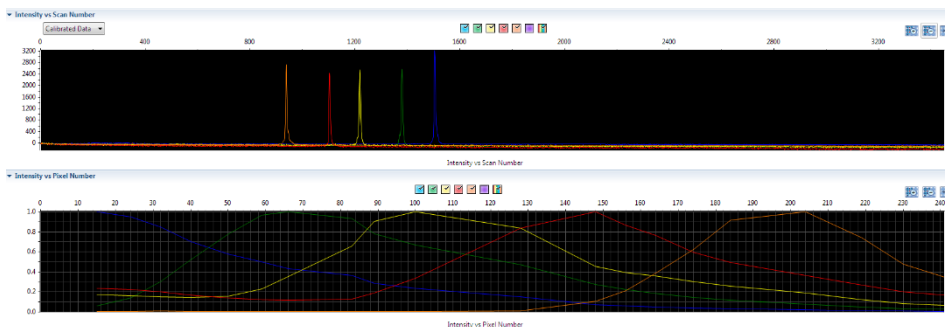 Intensity vs Scan Number
Calibrated Data
0 400 800 1200 1600 2000 2400 2800 3200
3200
2800
2400
2000
1600
1200
800
400
0
Intensity vs Scan Number
Intensity vs Pixel Number
0 10 20 30 40 50 60 70 80 90 100 110 120 130 140 150 160 170 180 190 200 210 220 230 240
1.0
0.8
0.6
0.4
0.2
0.0
Intensity vs Pixel Number